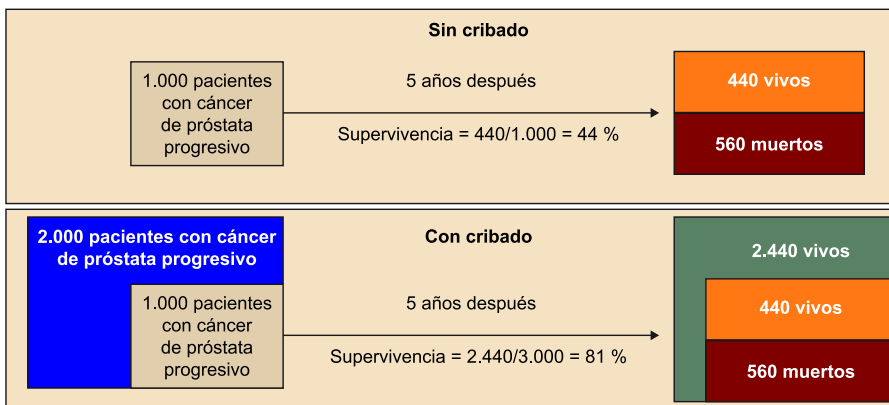 Sin cribado
1.000 pacientes
con cáncer
de próstata
progresivo
5 años después
Supervivencia = 440/1.000 = 44 %
440 vivos
560 muertos
2.000 pacientes con cáncer
de próstata progresivo
1.000 pacientes
con cáncer
de próstata
progresivo
Con cribado
5 años después
Supervivencia = 2.440/3.000 = 81 %
2.440 vivos
440 vivos
560 muertos